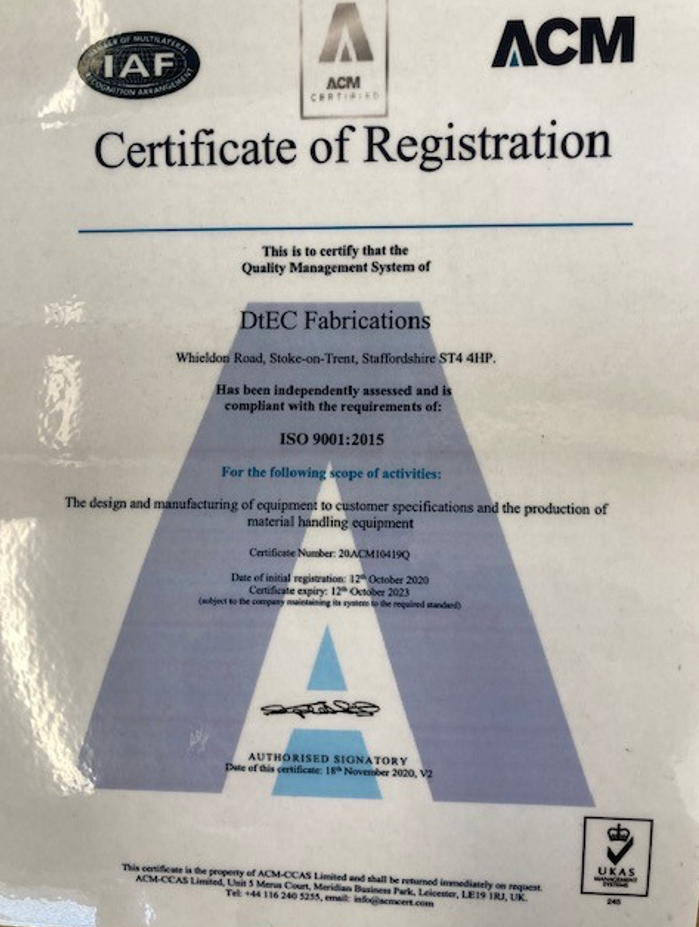 MEMBER OF MULTILATERAL
IAF
RECOGNITION ARRANGEMENT
ACM
CERTIFIED
ACM
Certificate of Registration
This is to certify that the
Quality Management System of
DtEC Fabrications
Whieldon Road, Stoke-on-Trent, Staffordshire ST4 4HP.
Has been independently assessed and is
compliant with the requirements of:
ISO 9001:2015
For the following scope of activities:
The design and manufacturing of equipment to customer specifications and the production of
material handling equipment
Certificate Number: 20ACM10419Q
Date of initial registration: 12th October 2020
Certificate expiry: 12th October 2023
(subject to the company maintaining its system to the required standard)
AUTHORISED SIGNATORY
Date of this certificate: 18th November 2020, V2
UKAS
MANAGEMENT
SYSTEMS
245
This certificate is the property of ACM-CCAS Limited and shall be returned immediately on request.
ACM-CCAS Limited, Unit 5 Merus Court, Meridian Business Park, Leicester, LE19 1RJ, UK.
Tel: +44 116 240 5255, email: info@acmcert.com